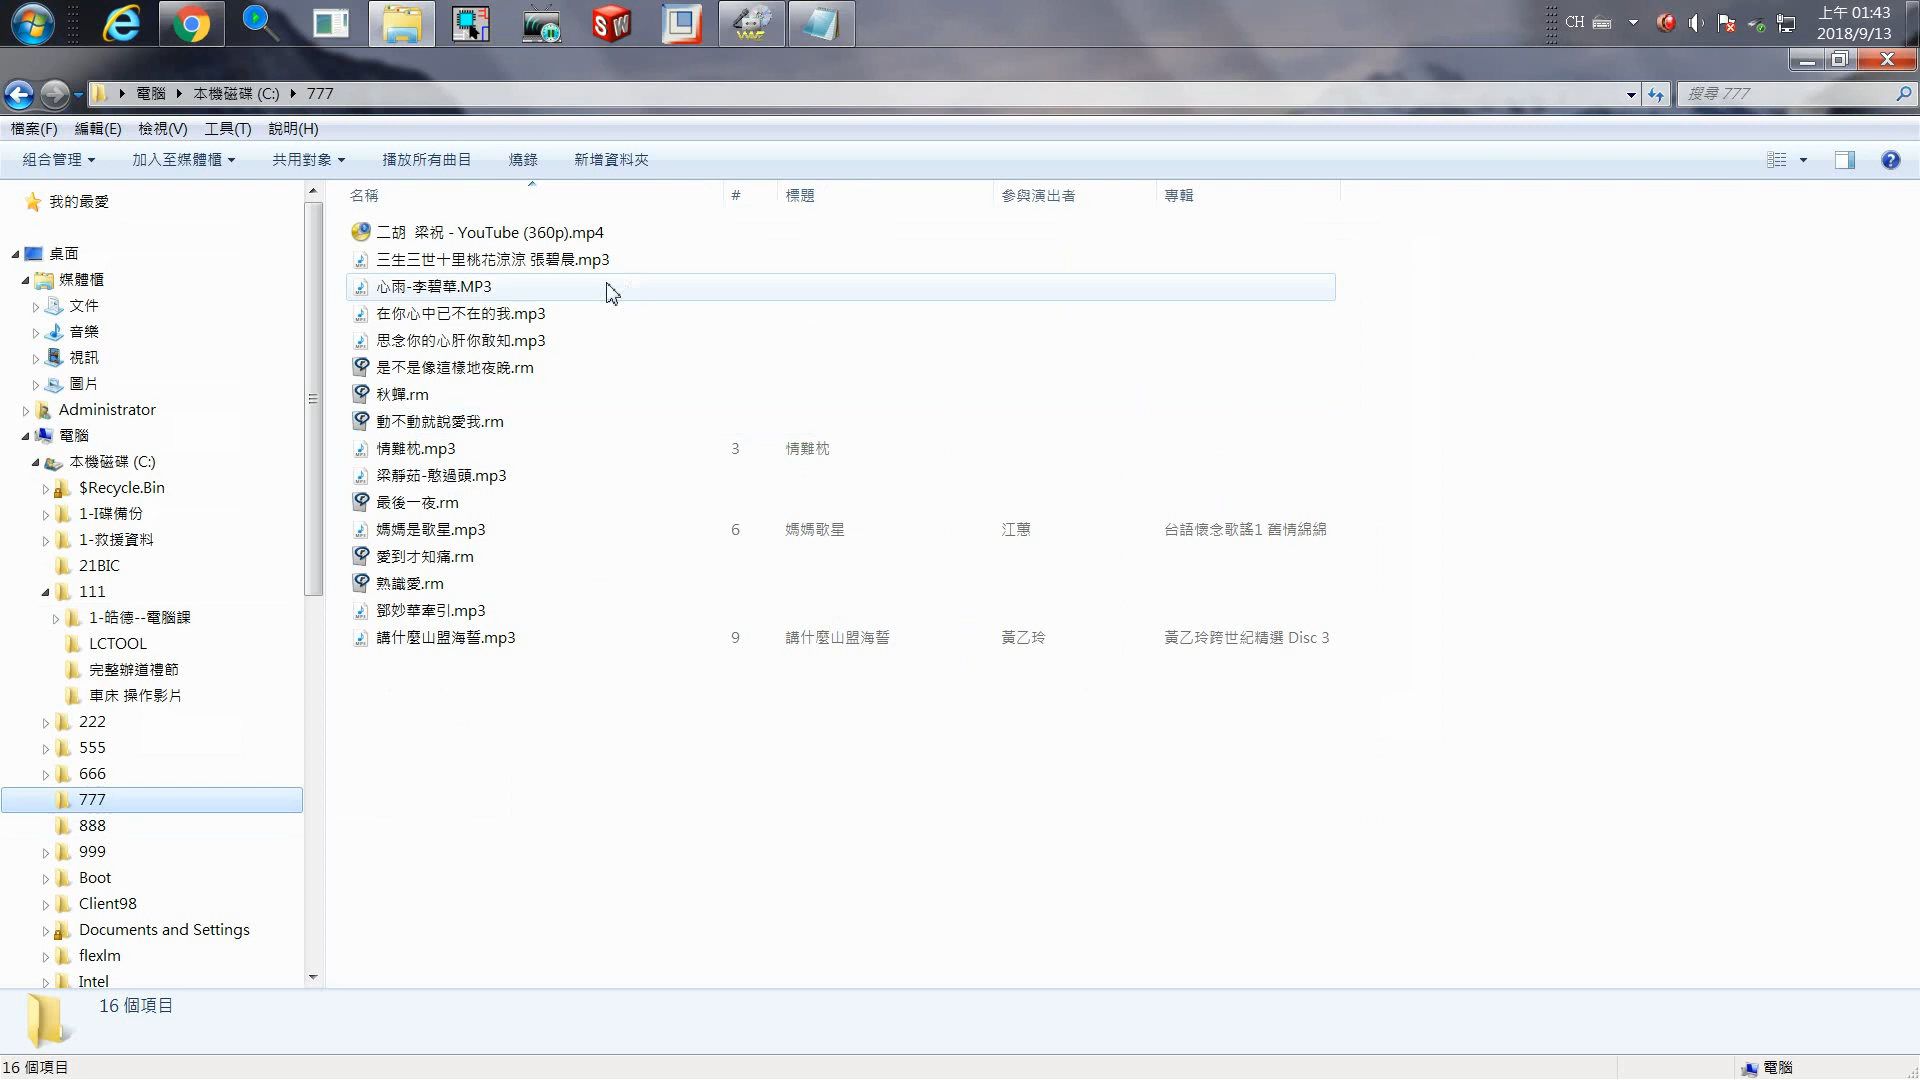 CH
上午 01:43
2018/9/13
電腦 本機磁碟 (C:) 777
搜尋 777
檔案(F) 編輯(E) 檢視(V) 工具(T) 說明(H)
組合管理 加入至媒體櫃 共用對象 播放所有曲目 燒錄 新增資料夾
我的最愛
桌面
媒體櫃
文件
音樂
視訊
圖片
Administrator
電腦
本機磁碟 (C:)
$Recycle.Bin
1-I碟備份
1-救援資料
21BIC
111
1-皓德--電腦課
LCTOOL
完整辦道禮節
車床 操作影片
222
555
666
777
888
999
Boot
Client98
Documents and Settings
flexlm
Intel
名稱 # 標題 參與演出者 專輯
二胡 梁祝 - YouTube (360p).mp4
三生三世十里桃花涼涼 張碧晨.mp3
心雨-李碧華.MP3
在你心中已不在的我.mp3
思念你的心肝你敢知.mp3
是不是像這樣地夜晚.rm
秋蟬.rm
動不動就說愛我.rm
情難枕.mp3 3 情難枕
梁靜茹-憨過頭.mp3
最後一夜.rm
媽媽是歌星.mp3 6 媽媽歌星 江蕙 台語懷念歌謠1 舊情綿綿
愛到才知痛.rm
熟識愛.rm
鄧妙華牽引.mp3
講什麼山盟海誓.mp3 9 講什麼山盟海誓 黃乙玲 黃乙玲跨世紀精選 Disc 3
16 個項目
16 個項目 電腦